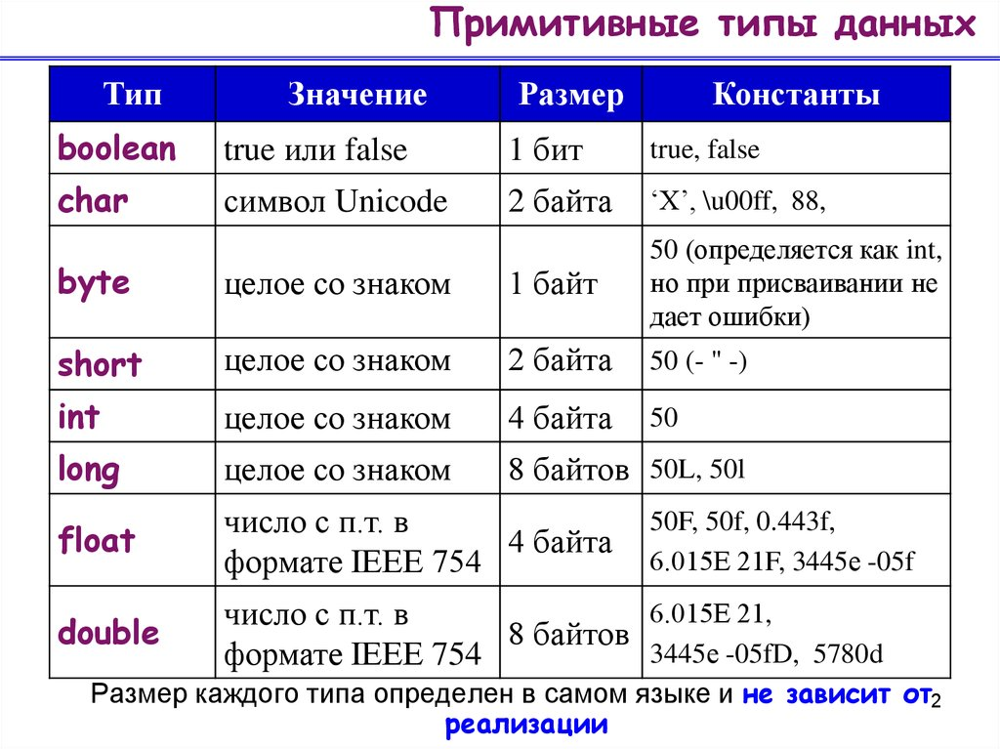 Примитивные типы данных
Тип Значение Размер Константы
boolean true или false 1 бит true, false
char символ Unicode 2 байта ‘X’, \u00ff, 88,
byte целое со знаком 1 байт 50 (определяется как int,
но при присваивании не
дает ошибки)
short целое со знаком 2 байта 50 (- " -)
int целое со знаком 4 байта 50
long целое со знаком 8 байтов 50L, 50l
float число с п.т. в
формате IEEE 754 4 байта 50F, 50f, 0.443f,
6.015E 21F, 3445e -05f
double число с п.т. в
формате IEEE 754 8 байтов 6.015E 21,
3445e -05fD, 5780d
Размер каждого типа определен в самом языке и не зависит от
реализации
2